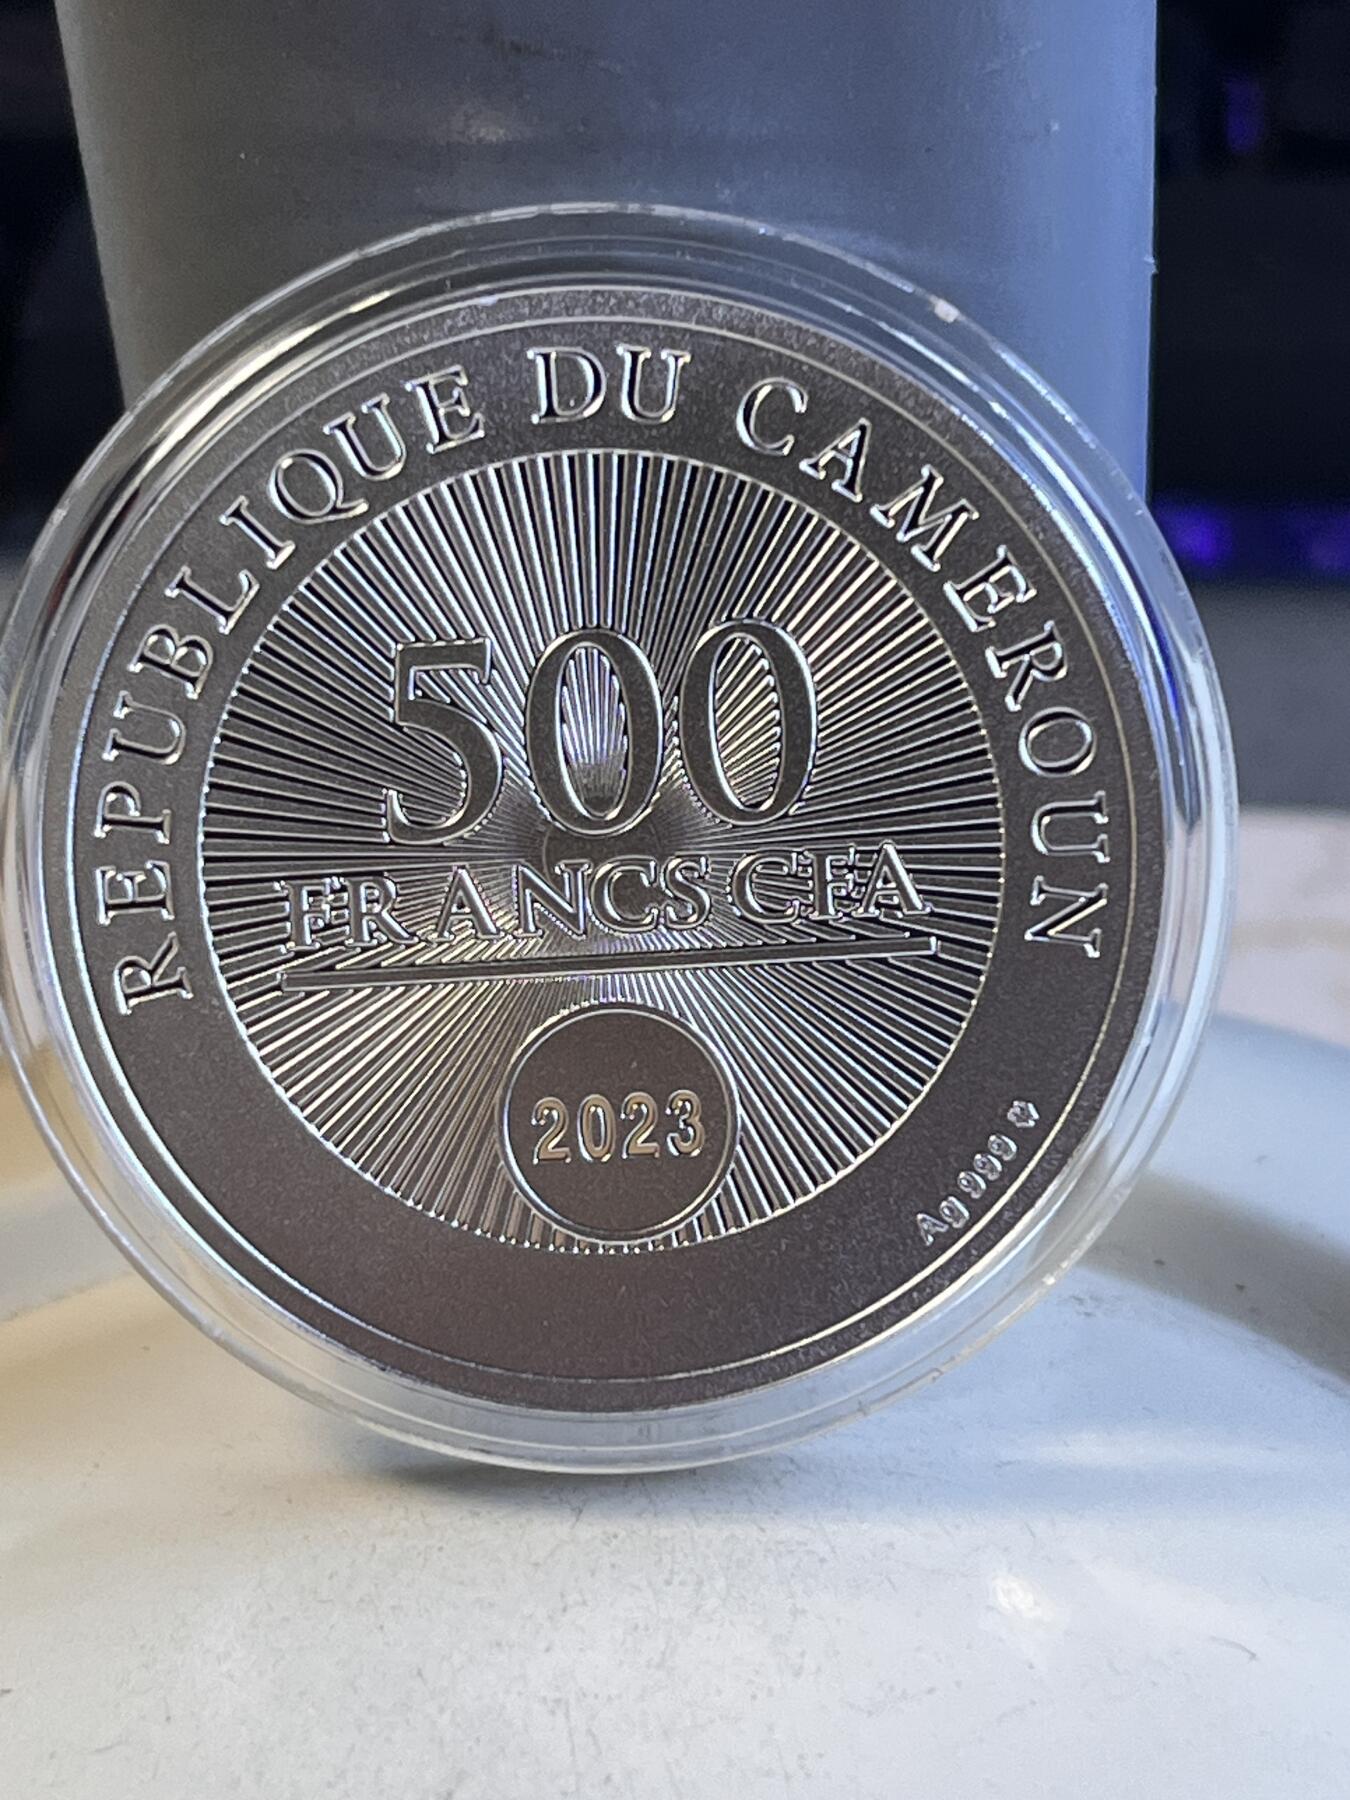 REPUBLIQUE DU CAMEROUN
500
FRANCS CFA
2023
Ag 999